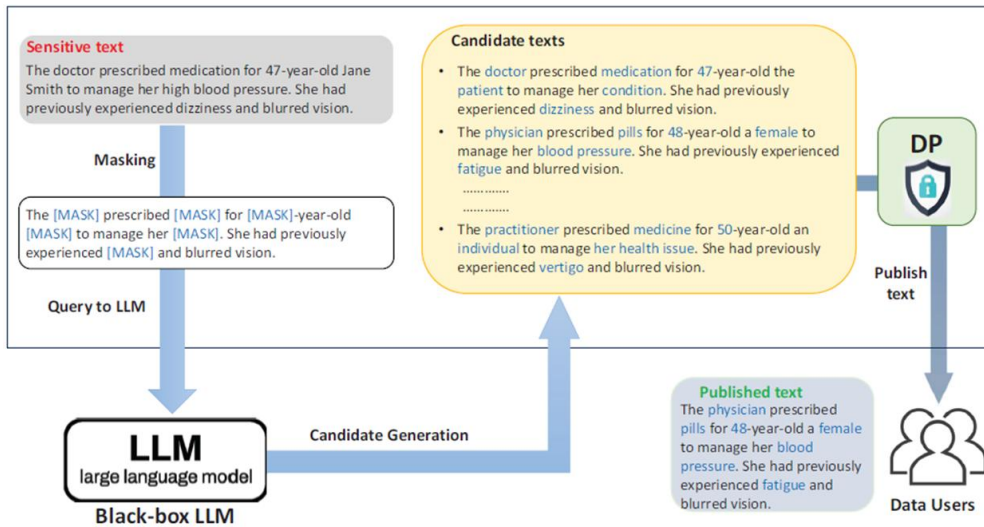 Sensitive text
The doctor prescribed medication for 47-year-old Jane
Smith to manage her high blood pressure. She had
previously experienced dizziness and blurred vision.
Masking
The [MASK] prescribed [MASK] for [MASK]-year-old
[MASK] to manage her [MASK]. She had previously
experienced [MASK] and blurred vision.
Query to LLM
LLM
large language model
Black-box LLM
Candidate Generation
Candidate texts
• The doctor prescribed medication for 47-year-old the
patient to manage her condition. She had previously
experienced dizziness and blurred vision.
• The physician prescribed pills for 48-year-old a female to
manage her blood pressure. She had previously experienced
fatigue and blurred vision.
.............
.............
• The practitioner prescribed medicine for 50-year-old an
individual to manage her health issue. She had previously
experienced vertigo and blurred vision.
DP
Publish
text
Published text
The physician prescribed
pills for 48-year-old a female
to manage her blood
pressure. She had previously
experienced fatigue and
blurred vision.
Data Users